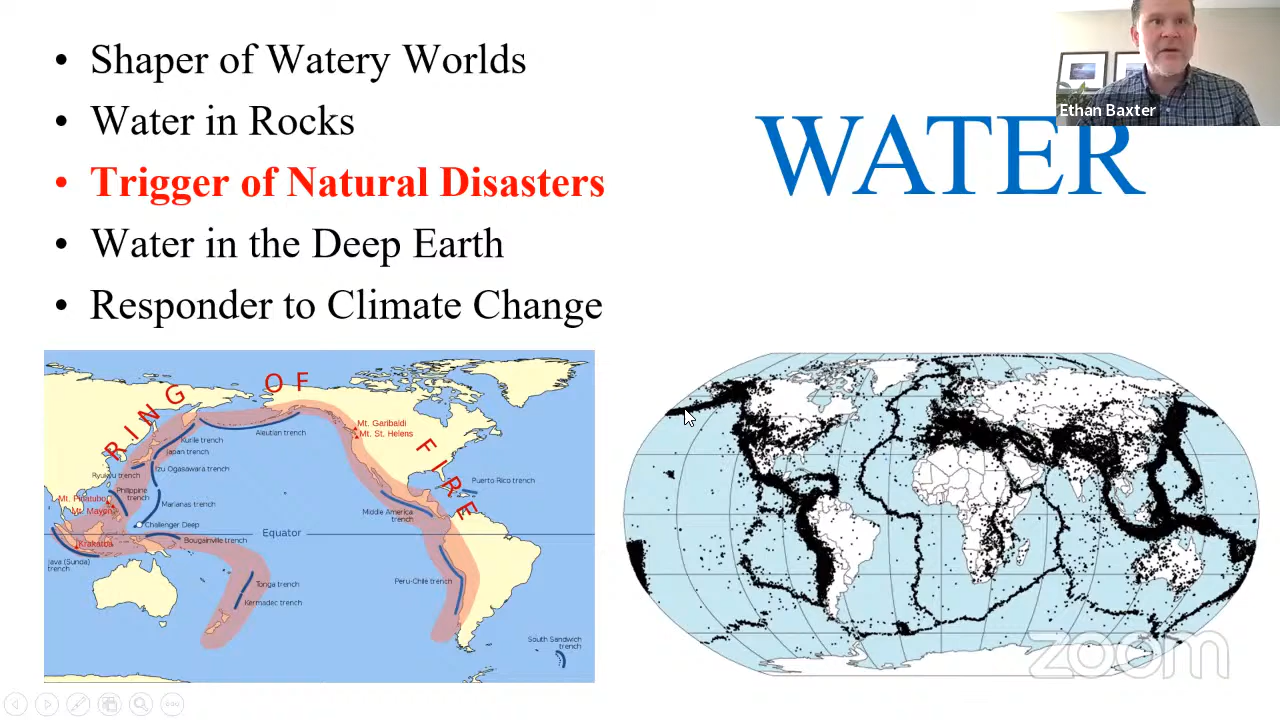 • Shaper of Watery Worlds
• Water in Rocks
• Trigger of Natural Disasters
• Water in the Deep Earth
• Responder to Climate Change
WATER
Ethan Baxter
RING OF FIRE
Kurile trench
Aleutian trench
Japan trench
Izu Ogasawara trench
Ryukyu trench
Philippine
trench
Marianas trench
Challenger Deep
Bougainville trench
Mt. Pinatubo
Mt. Mayon
Krakatoa
Java (Sunda)
trench
Equator
Mt. Garibaldi
Mt. St. Helens
Puerto Rico trench
Middle America
trench
Peru-Chile trench
Tonga trench
Kermadec trench
South Sandwich
trench
zoom